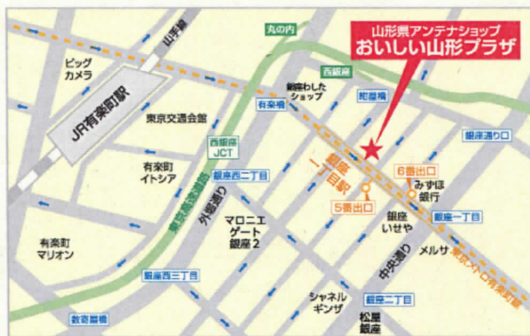 山形県アンテナショップ
おいしい山形プラザ
丸の内
山手線
ビッグ
カメラ
JR有楽町駅
西銀座
銀座わした
ショップ
紺屋橋
有楽橋
東京交通会館
銀座通り口
西銀座
JCT
銀座
一丁目駅
6番出口
みずほ
銀行
有楽町
イトシア
銀座西二丁目
5番出口
東京高速道路
外堀通り
マロニエ
ゲート
銀座2
銀座
いせや
銀座一丁目
有楽町
マリオン
メルサ
東京メトロ有楽町線
中央通り
銀座西三丁目
シャネル
ギンザ
銀座二丁目
数寄屋橋
松屋
銀座